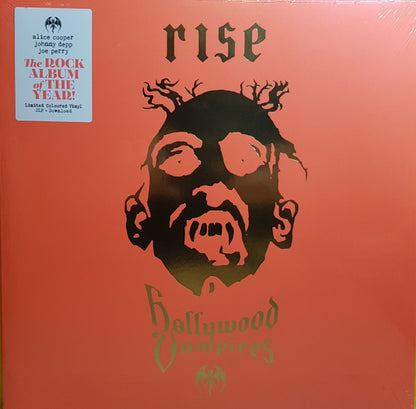 alice cooper
johnny depp
joe perry
The ROCK
ALBUM
of THE
YEAR!
Limited Coloured Vinyl
2LP + Download
rise
Hollywood
Vampires